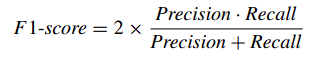 F1-score = 2 × Precision · Recall / Precision + Recall